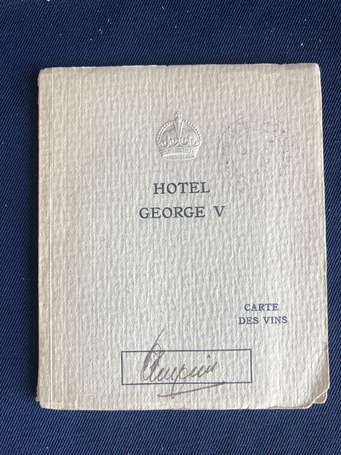 HOTEL
GEORGE V
CARTE
DES VINS